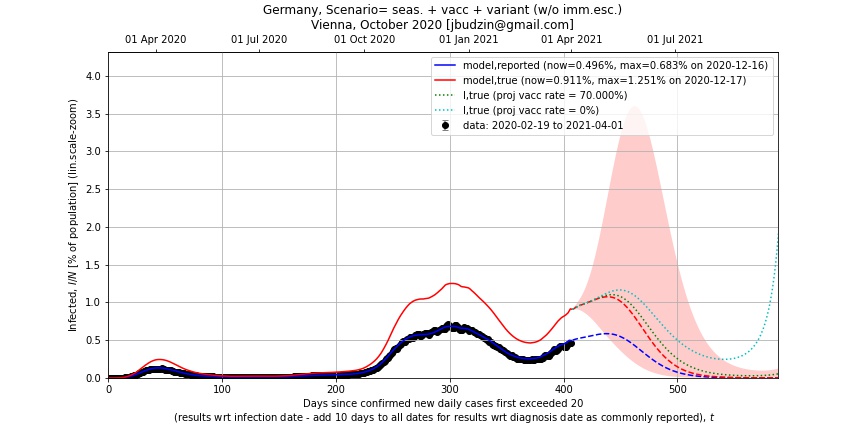 Germany, Scenario= seas. + vacc + variant (w/o imm.esc.)
Vienna, October 2020 [jbudzin@gmail.com]
01 Apr 2020 01 Jul 2020 01 Oct 2020 01 Jan 2021 01 Apr 2021 01 Jul 2021
model,reported (now=0.496%, max=0.683% on 2020-12-16)
model,true (now=0.911%, max=1.251% on 2020-12-17)
I,true (proj vacc rate = 70.000%)
I,true (proj vacc rate = 0%)
data: 2020-02-19 to 2021-04-01
Infected, I/N [% of population] (lin.scale-zoom)
4.0
3.5
3.0
2.5
2.0
1.5
1.0
0.5
0.0
0 100 200 300 400 500
Days since confirmed new daily cases first exceeded 20
(results wrt infection date - add 10 days to all dates for results wrt diagnosis date as commonly reported), t